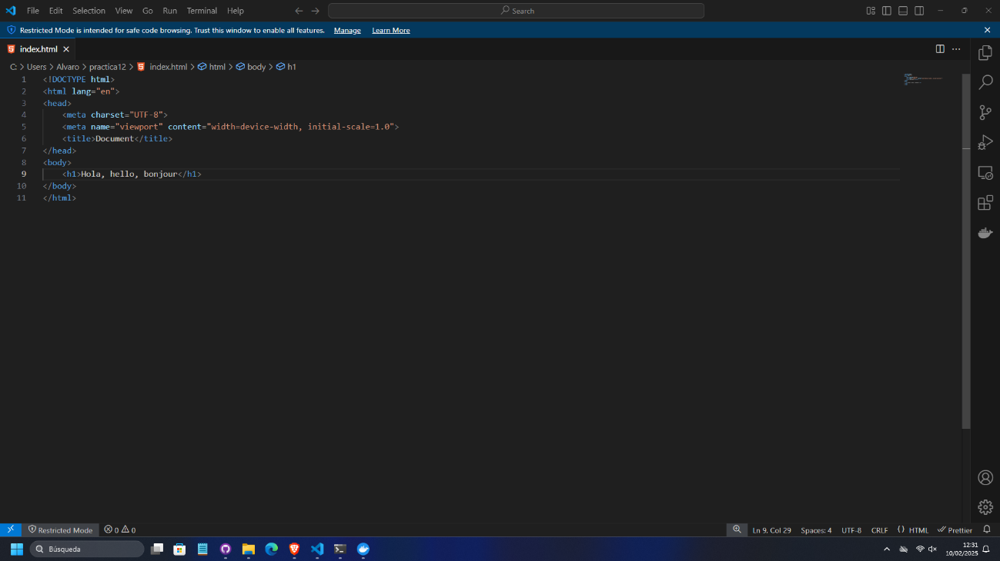 File Edit Selection View Go Run Terminal Help Search
Restricted Mode is intended for safe code browsing. Trust this window to enable all features. Manage Learn More
index.html
C: > Users > Alvaro > practica12 > index.html > html > body > h1
1 <!DOCTYPE html>
2 <html lang="en">
3 <head>
4 <meta charset="UTF-8">
5 <meta name="viewport" content="width=device-width, initial-scale=1.0">
6 <title>Document</title>
7 </head>
8 <body>
9 <h1>Hola, hello, bonjour</h1>
10 </body>
11 </html>
Restricted Mode 0 0 Ln 9, Col 29 Spaces: 4 UTF-8 CRLF {} HTML Prettier
Búsqueda
12:31
10/02/2025